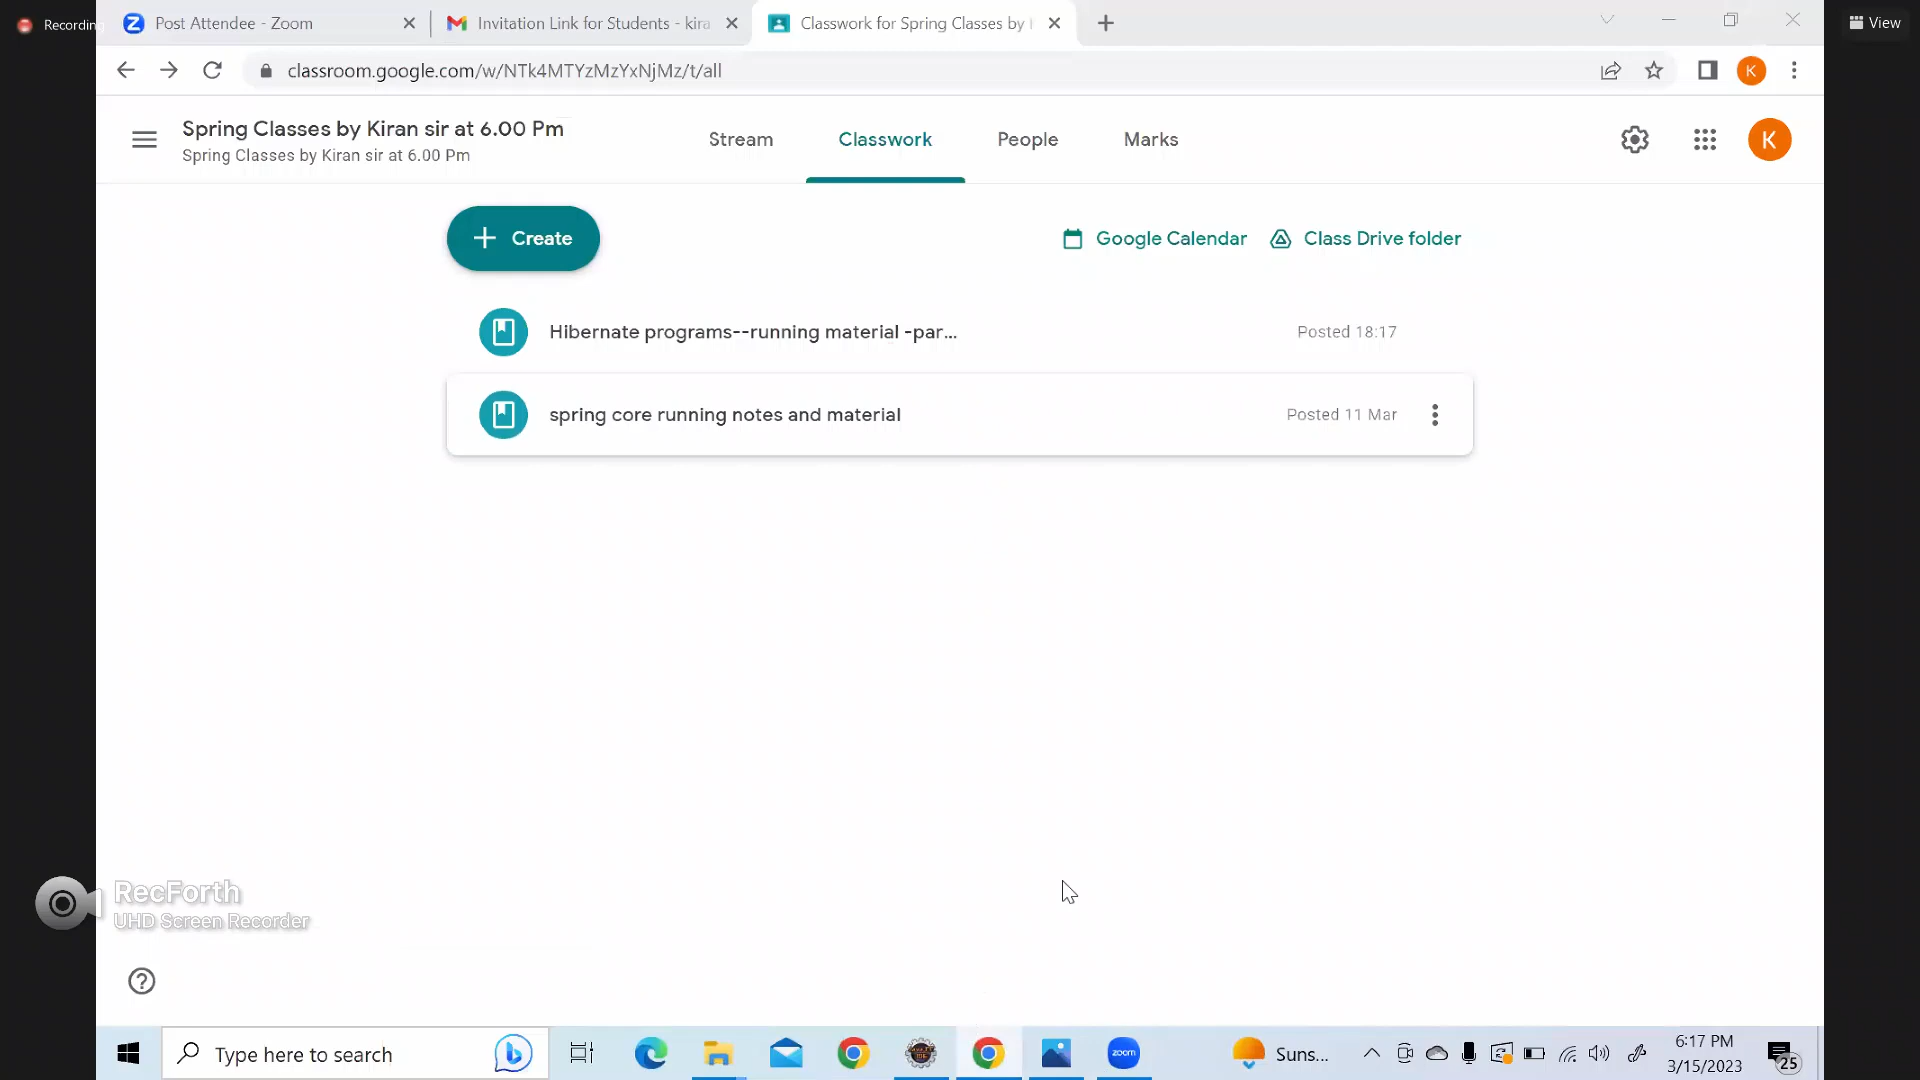 Recording
Post Attendee - Zoom
Invitation Link for Students - kira
Classwork for Spring Classes by
View
classroom.google.com/w/NTk4MTYzMzYxNjMz/t/all
K
Spring Classes by Kiran sir at 6.00 Pm
Spring Classes by Kiran sir at 6.00 Pm
Stream
Classwork
People
Marks
K
Create
Google Calendar
Class Drive folder
Hibernate programs--running material -par...
Posted 18:17
spring core running notes and material
Posted 11 Mar
RecForth
UHD Screen Recorder
Type here to search
zoom
Suns...
6:17 PM
3/15/2023
25